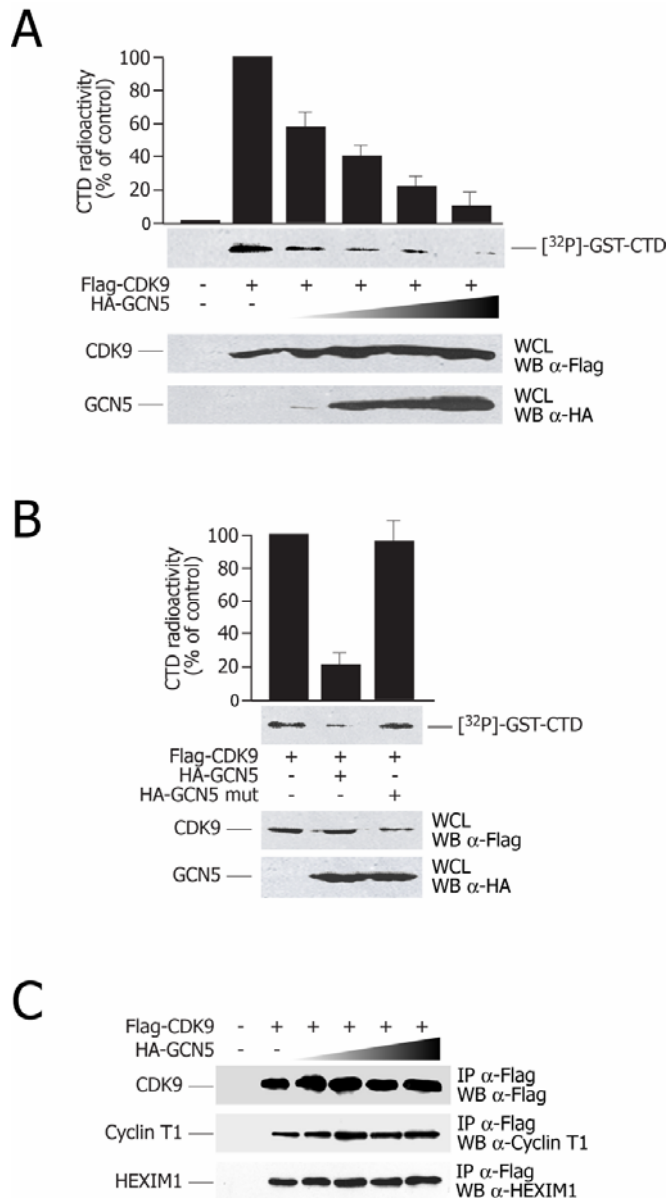 A
CTD radioactivity
(% of control)
100
80
60
40
20
0
[³²P]-GST-CTD
Flag-CDK9 - + + + + +
HA-GCN5 - -
CDK9
WCL
WB α-Flag
GCN5
WCL
WB α-HA
B
CTD radioactivity
(% of control)
100
80
60
40
20
0
[³²P]-GST-CTD
Flag-CDK9 + + +
HA-GCN5 - + -
HA-GCN5 mut - - +
CDK9
WCL
WB α-Flag
GCN5
WCL
WB α-HA
C
Flag-CDK9 - + + + + +
HA-GCN5 - -
CDK9
IP α-Flag
WB α-Flag
Cyclin T1
IP α-Flag
WB α-Cyclin T1
HEXIM1
IP α-Flag
WB α-HEXIM1